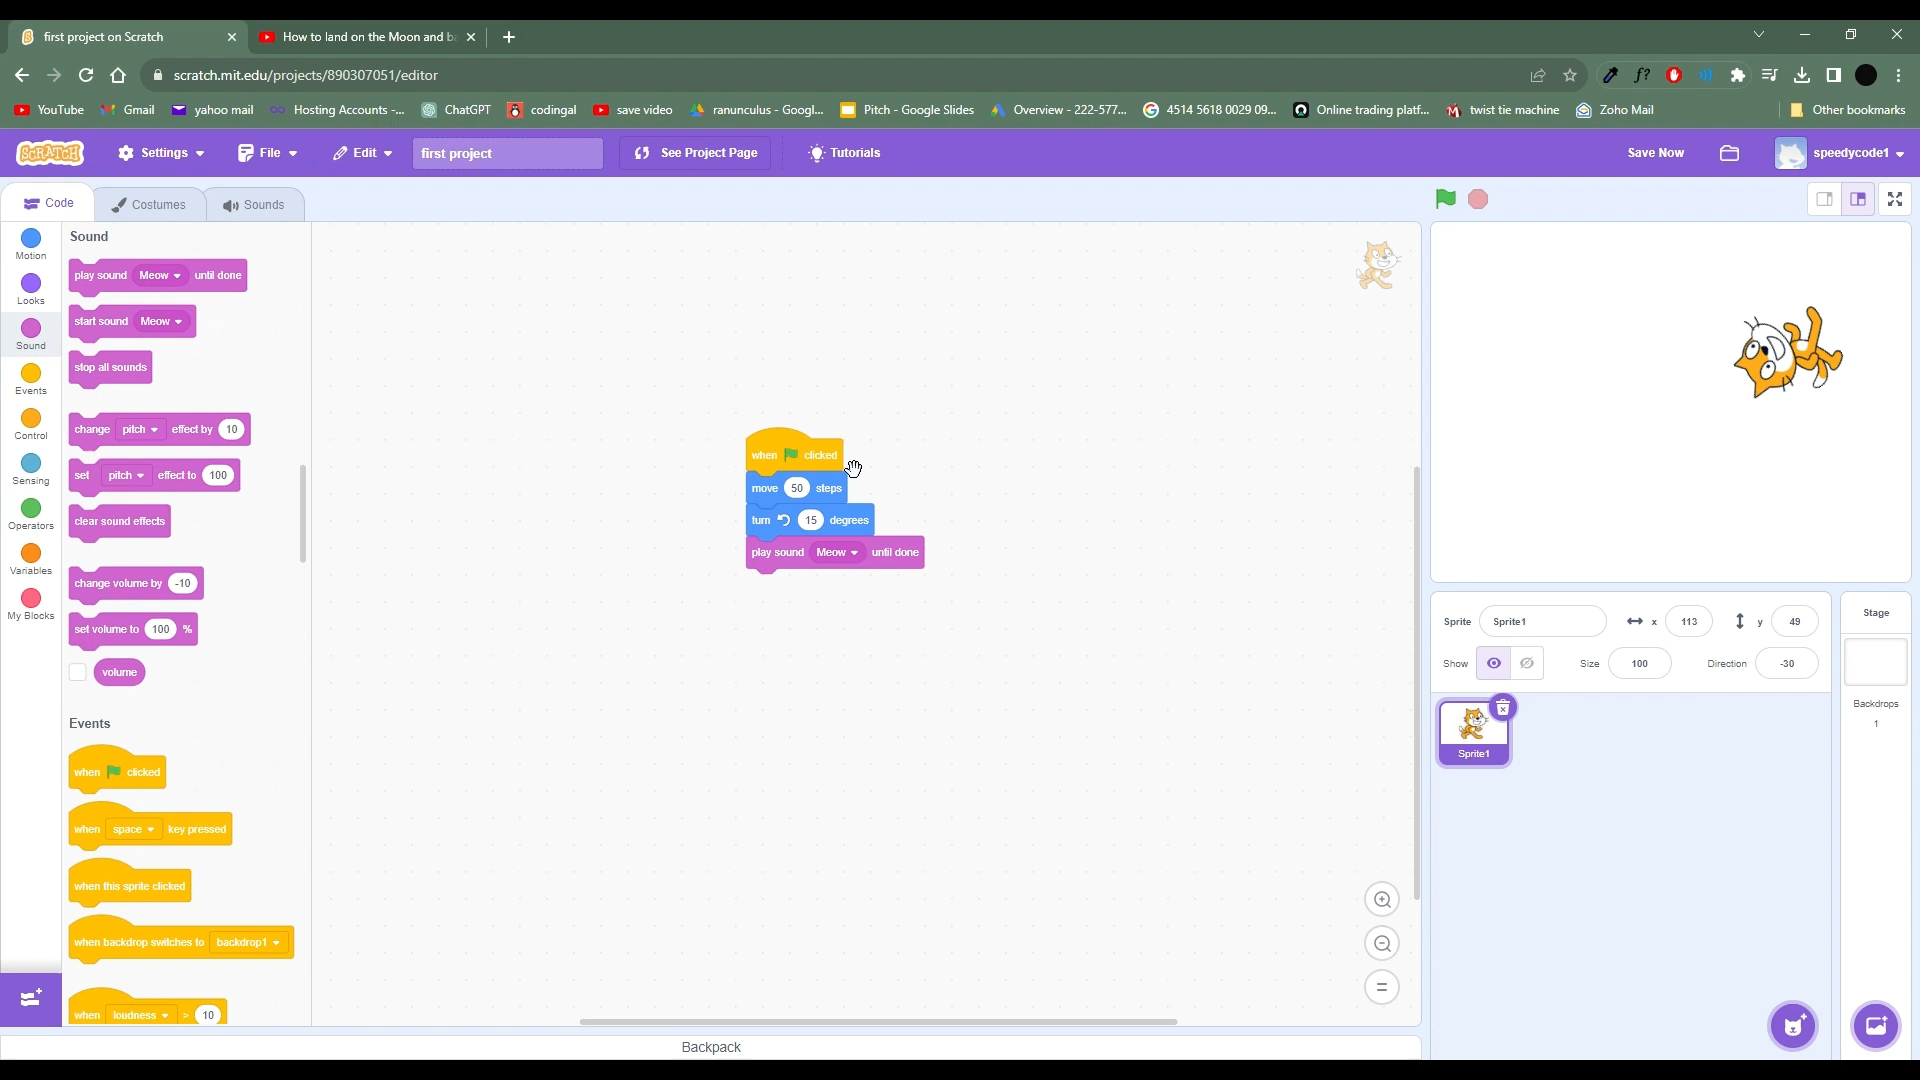 first project on Scratch
How to land on the Moon and ba
scratch.mit.edu/projects/890307051/editor
f?
YouTube Gmail yahoo mail Hosting Accounts -... ChatGPT codingal save video ranunculus - Googl... Pitch - Google Slides Overview - 222-577... 4514 5618 0029 09... Online trading platf... twist tie machine Zoho Mail Other bookmarks
SCRATCH Settings File Edit first project See Project Page Tutorials Save Now speedycode1
Code Costumes Sounds
Motion
Looks
Sound
Events
Control
Sensing
Operators
Variables
My Blocks
Sound
play sound Meow until done
start sound Meow
stop all sounds
change pitch effect by 10
set pitch effect to 100
clear sound effects
change volume by -10
set volume to 100 %
volume
Events
when clicked
when space key pressed
when this sprite clicked
when backdrop switches to backdrop1
when loudness > 10
when clicked
move 50 steps
turn 15 degrees
play sound Meow until done
=
Backpack
Sprite Sprite1 x 113 y 49
Show Size 100 Direction -30
Sprite1
Stage
Backdrops
1